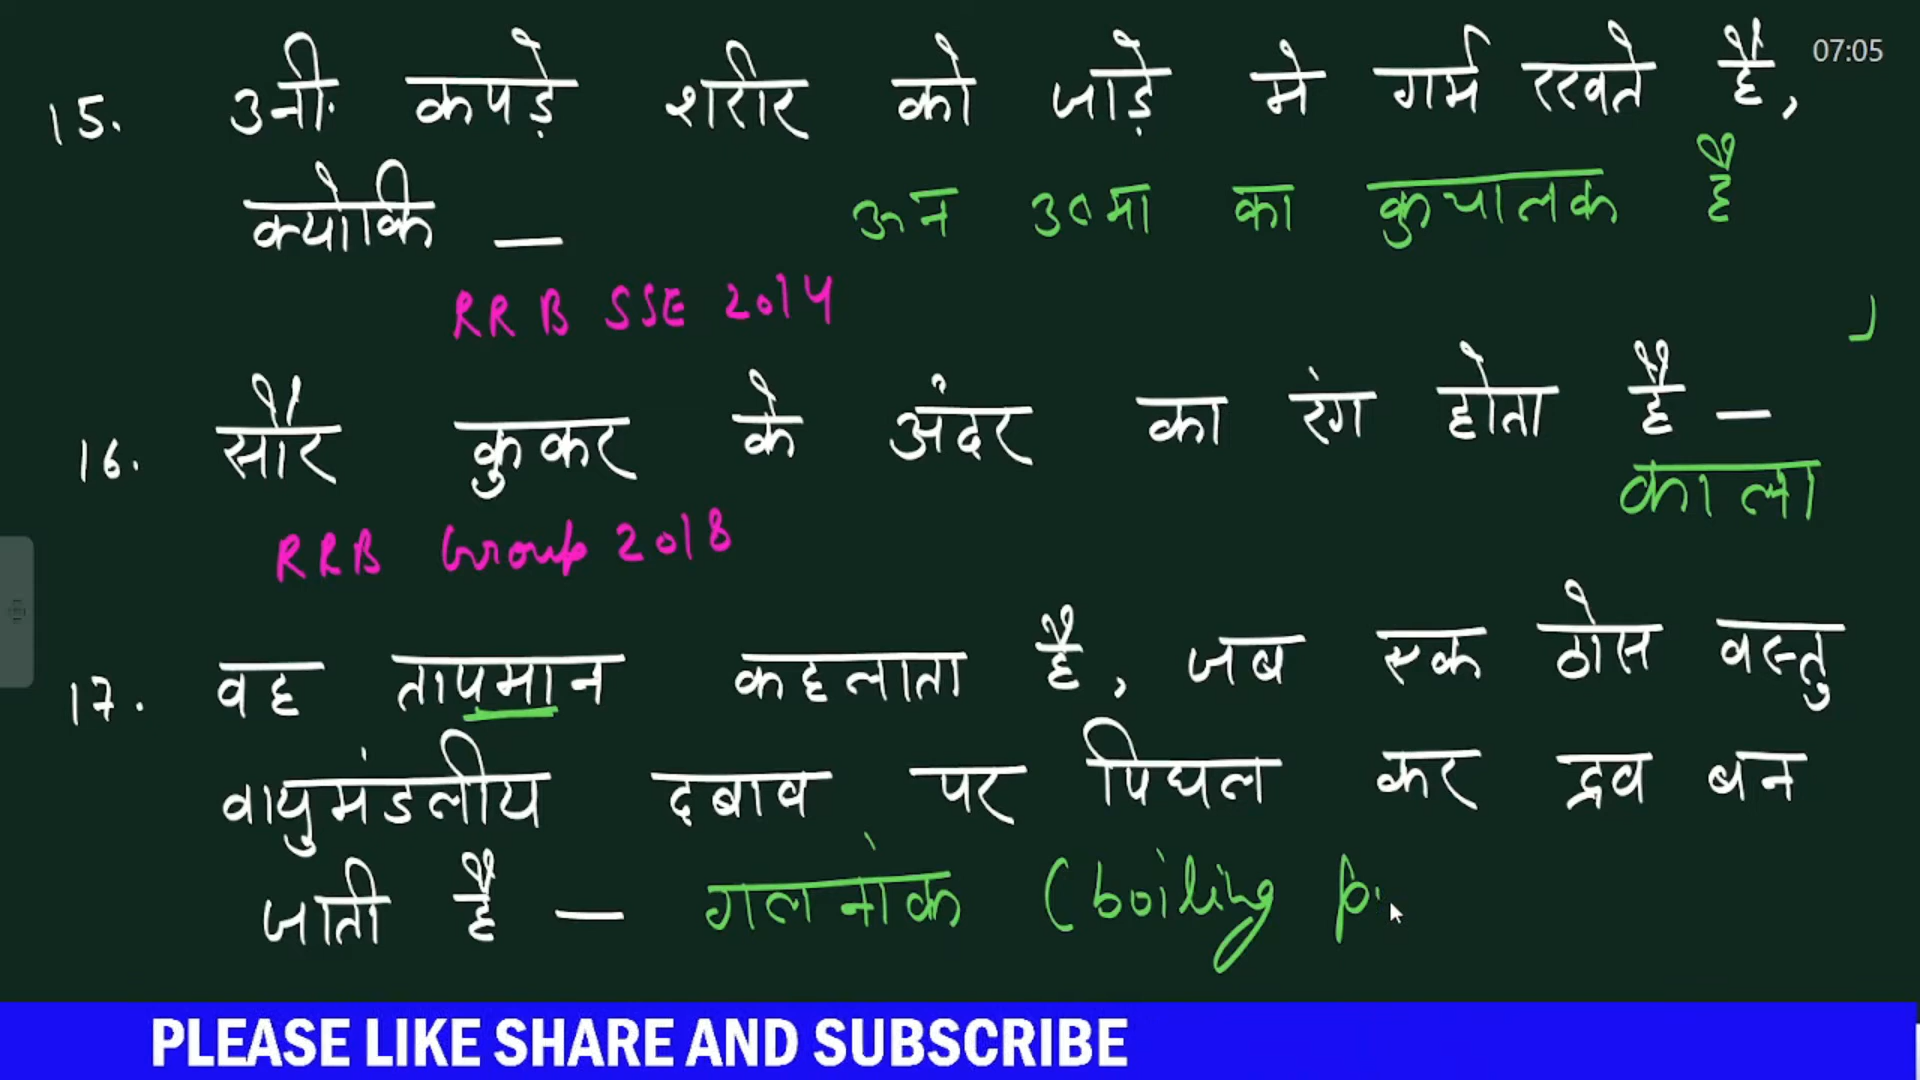 07:05
15. उनी कपड़े शरीर को जाड़े मे गर्म रखते है,
क्योकि — ऊन उष्मा का कुचालक है
RRB SSE 2014
16. सौर कुकर के अंदर का रंग होता है —
काला
RRB Group 2018
17. वह तापमान कहलाता है, जब एक ठोस वस्तु
वायुमंडलीय दबाव पर पिघल कर द्रव बन
जाती है — गलनांक (boiling p
PLEASE LIKE SHARE AND SUBSCRIBE